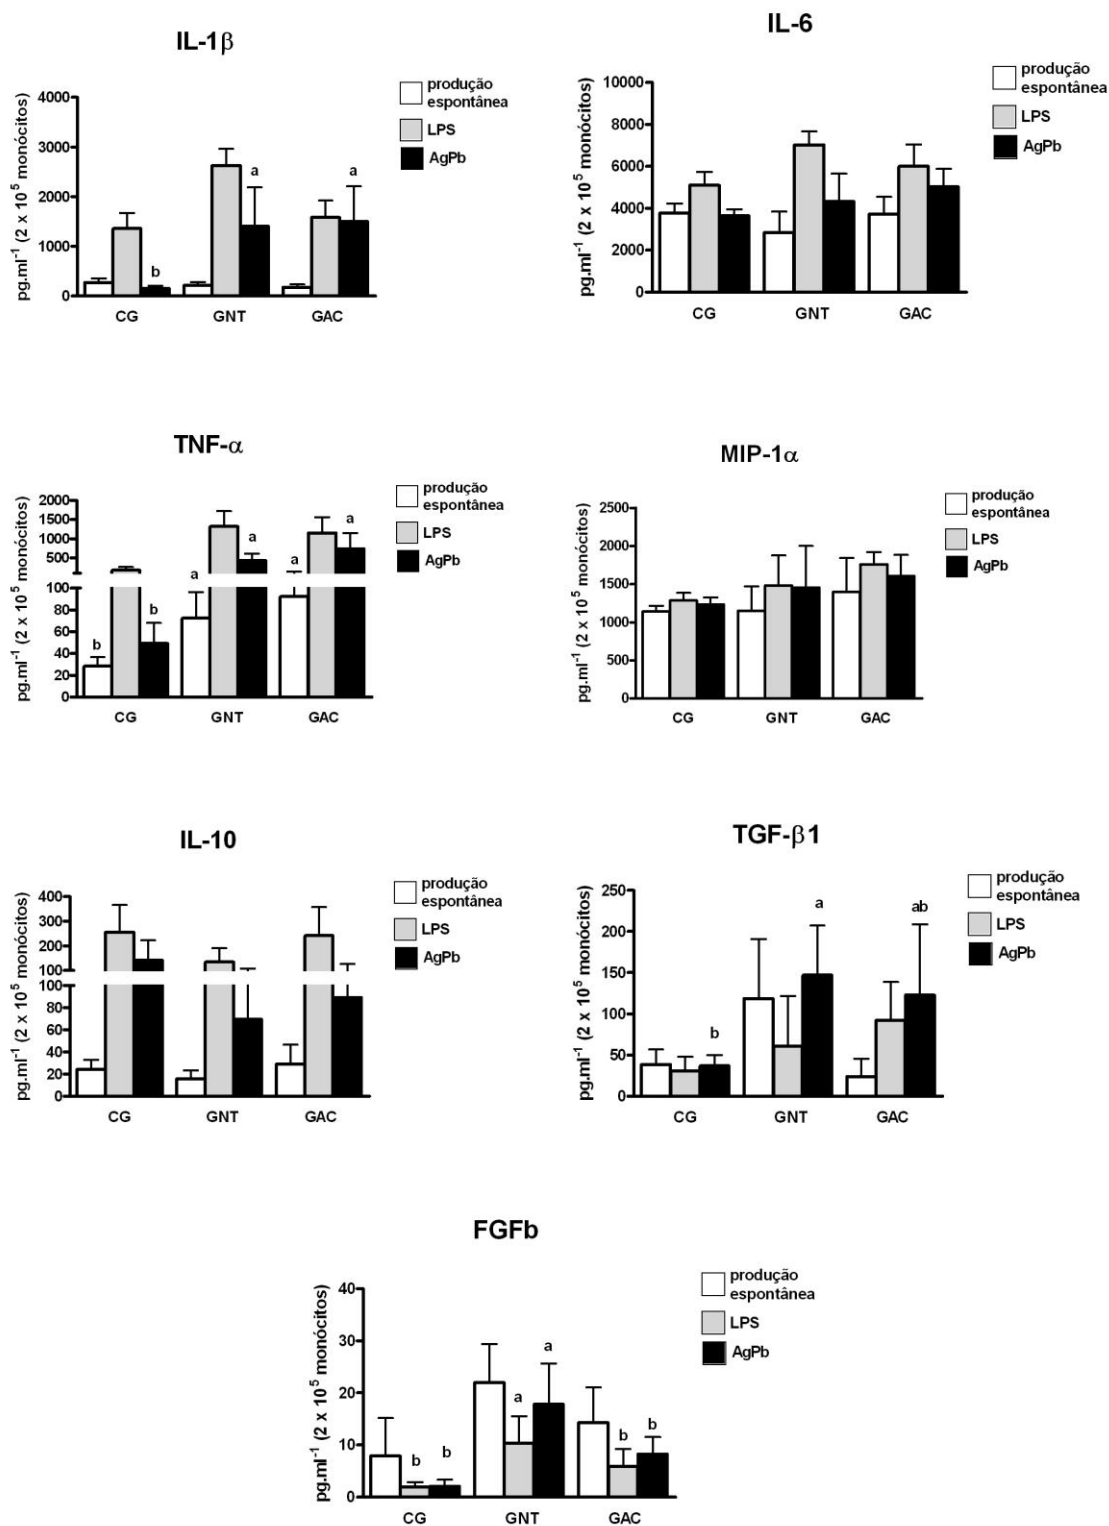 IL-1β
pg.ml⁻¹ (2 x 10⁵ monócitos)
4000
3000
2000
1000
0
b
a
a
CG GNT GAC
produção
espontânea
LPS
AgPb
IL-6
pg.ml⁻¹ (2 x 10⁵ monócitos)
10000
8000
6000
4000
2000
0
CG GNT GAC
produção
espontânea
LPS
AgPb
TNF-α
pg.ml⁻¹ (2 x 10⁵ monócitos)
2000
1500
1000
500
100
80
60
40
20
0
b
b
a
a
a
a
CG GNT GAC
produção
espontânea
LPS
AgPb
MIP-1α
pg.ml⁻¹ (2 x 10⁵ monócitos)
2500
2000
1500
1000
500
0
CG GNT GAC
produção
espontânea
LPS
AgPb
IL-10
pg.ml⁻¹ (2 x 10⁵ monócitos)
400
300
200
100
100
80
60
40
20
0
CG GNT GAC
produção
espontânea
LPS
AgPb
TGF-β1
pg.ml⁻¹ (2 x 10⁵ monócitos)
250
200
150
100
50
0
b
a
ab
CG GNT GAC
produção
espontânea
LPS
AgPb
FGFb
pg.ml⁻¹ (2 x 10⁵ monócitos)
40
30
20
10
0
b
b
a
a
b
b
CG GNT GAC
produção
espontânea
LPS
AgPb